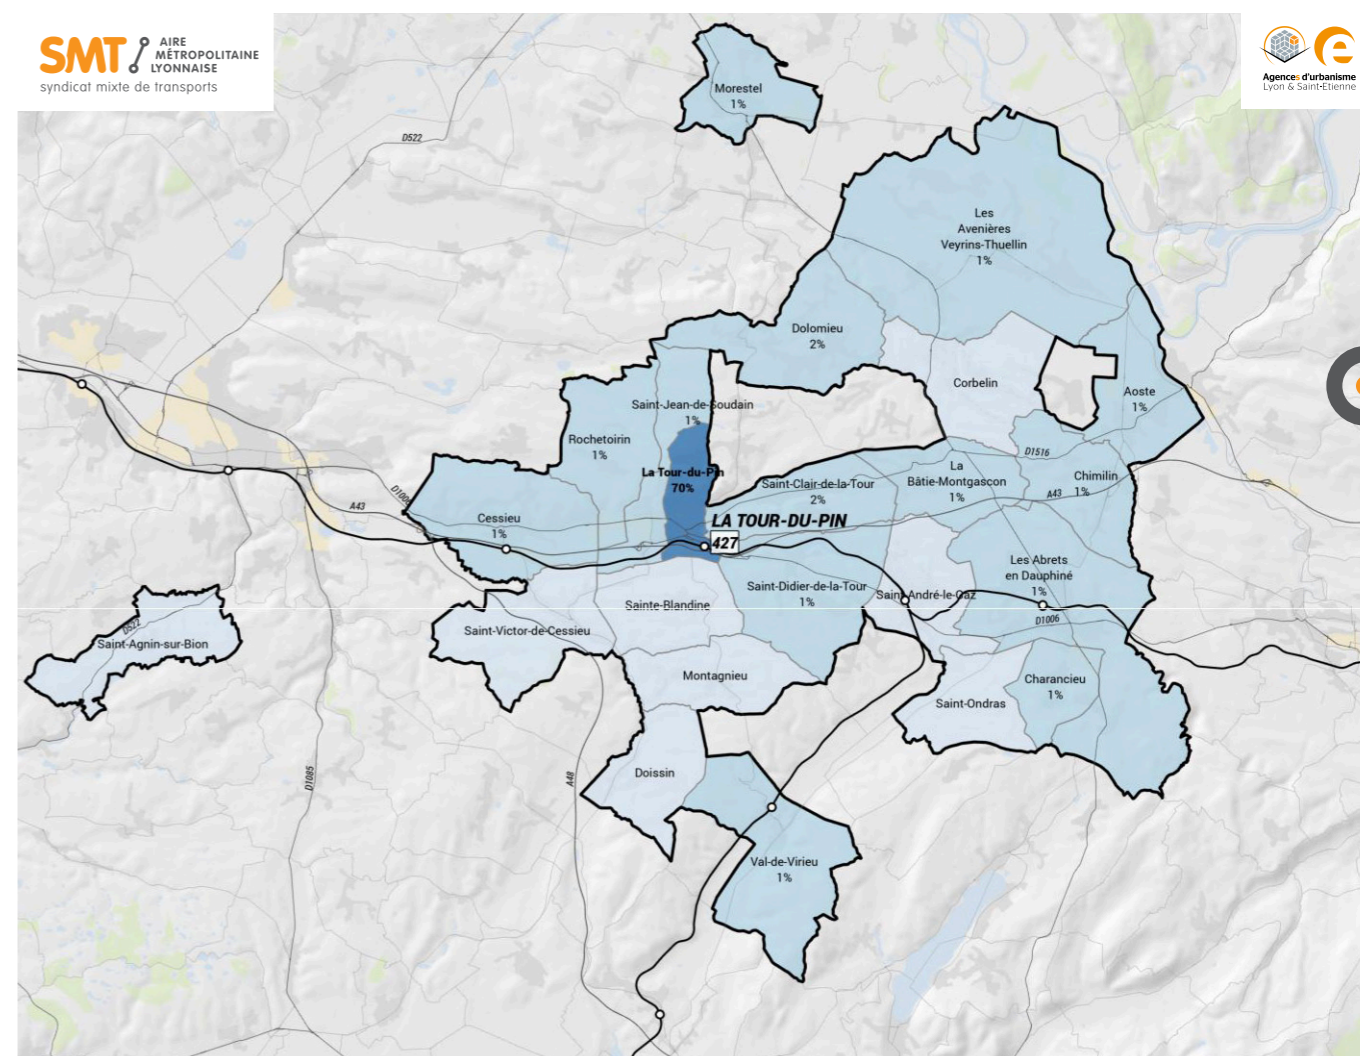 SMT
AIRE
MÉTROPOLITAINE
LYONNAISE
syndicat mixte de transports
e
Agences d'urbanisme
Lyon & Saint-Etienne
Morestel
1%
D522
Les
Avenières
Veyrins-Thuellin
1%
Dolomieu
2%
Corbelin
Aoste
1%
Saint-Jean-de-Soudain
1%
Rochetoirin
1%
La Tour-du-Pin
70%
Saint-Clair-de-la-Tour
2%
La
Bâtie-Montgascon
1%
D1516
Chimilin
1%
A43
D1006
A43
Cessieu
1%
LA TOUR-DU-PIN
427
Saint-Didier-de-la-Tour
1%
Saint-André-le-Gaz
Les Abrets
en Dauphiné
1%
D1006
Sainte-Blandine
Saint-Victor-de-Cessieu
D522
Saint-Agnin-sur-Bion
Montagnieu
Saint-Ondras
Charancieu
1%
Doissin
D1085
A48
Val-de-Virieu
1%